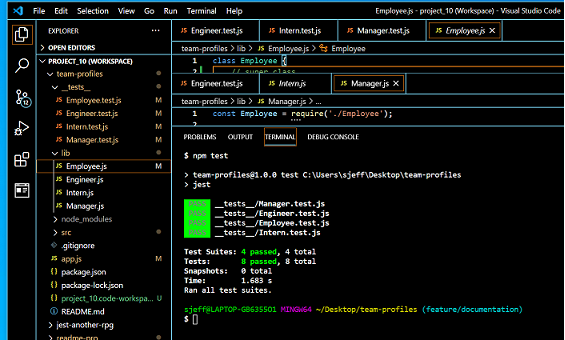 File Edit Selection View Go Run Terminal Help Employee.js - project_10 (Workspace) - Visual Studio Code
EXPLORER
OPEN EDITORS
PROJECT_10 (WORKSPACE)
team-profiles
__tests__
JS Employee.test.js M
JS Engineer.test.js M
JS Intern.test.js M
JS Manager.test.js M
lib
JS Employee.js M
JS Engineer.js
JS Intern.js
JS Manager.js
node_modules
src
.gitignore
JS app.js M
{} package.json
{} package-lock.json
{} project_10.code-workspa... U
README.md
jest-another-rpg
readme-pro
12
JS Engineer.test.js JS Intern.test.js JS Manager.test.js JS Employee.js
team-profiles > lib > JS Employee.js > Employee
1 class Employee {
2 // super class
JS Engineer.test.js JS Intern.js JS Manager.js
team-profiles > lib > JS Manager.js > ...
1 const Employee = require('./Employee');
2
PROBLEMS OUTPUT TERMINAL DEBUG CONSOLE
$ npm test
> team-profiles@1.0.0 test C:\Users\sjeff\Desktop\team-profiles
> jest
PASS __tests__/Manager.test.js
PASS __tests__/Engineer.test.js
PASS __tests__/Employee.test.js
PASS __tests__/Intern.test.js
Test Suites: 4 passed, 4 total
Tests: 8 passed, 8 total
Snapshots: 0 total
Time: 1.683 s
Ran all test suites.
sjeff@LAPTOP-GB635501 MINGW64 ~/Desktop/team-profiles (feature/documentation)
$